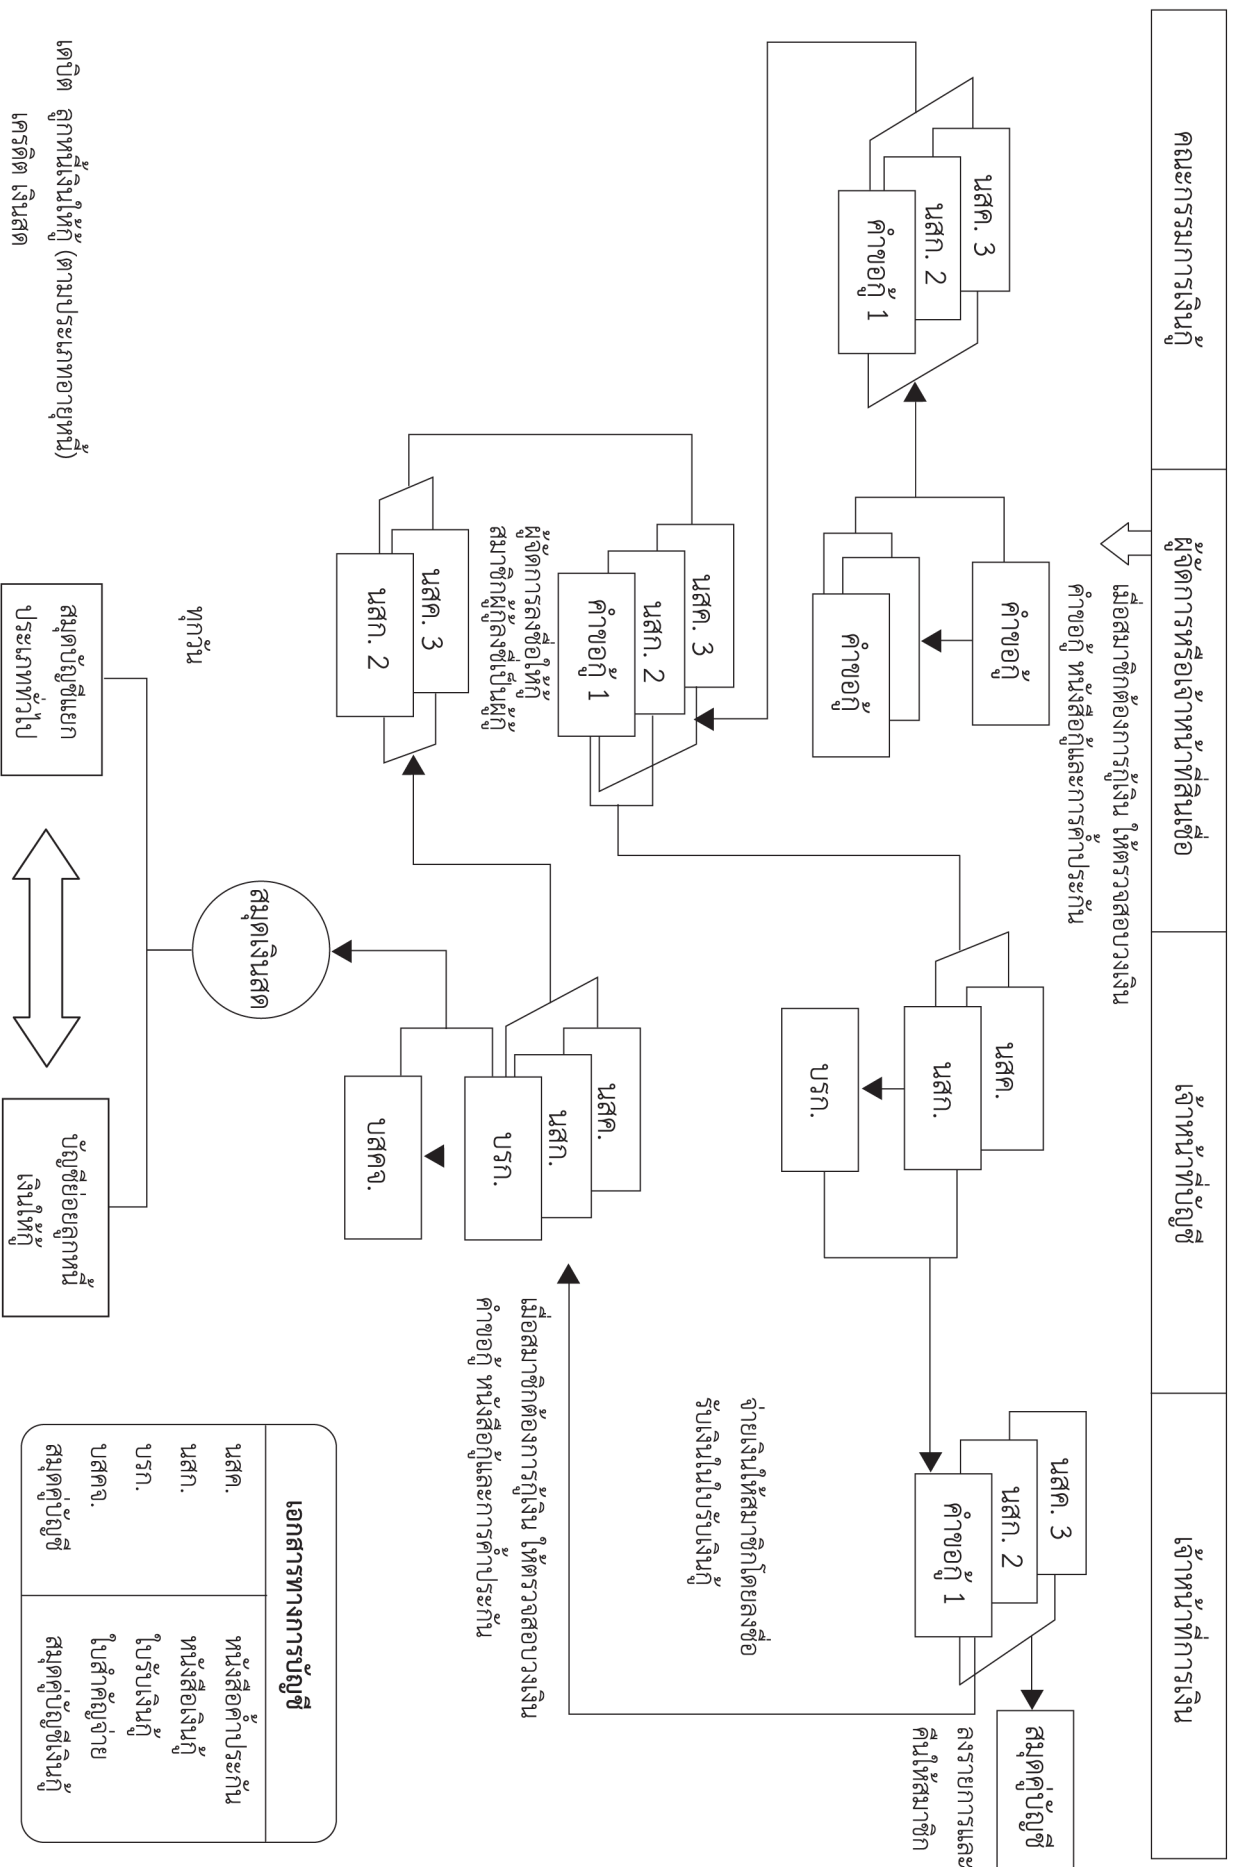 คณะกรรมการเงินกู้
ผู้จัดการหรือเจ้าหน้าที่สินเชื่อ
เจ้าหน้าที่บัญชี
เจ้าหน้าที่การเงิน
เมื่อสมาชิกต้องการกู้เงิน ให้ตรวจสอบวงเงิน
คำขอกู้ หนังสือกู้และการค้ำประกัน
นสค. 3
นสก. 2
คำขอกู้ 1
คำขอกู้
คำขอกู้
นสค.
นสก.
บรก.
นสค. 3
นสก. 2
คำขอกู้ 1
สมุดคู่บัญชี
ลงรายการและ
คืนให้สมาชิก
จ่ายเงินให้สมาชิกโดยลงชื่อ
รับเงินในใบรับเงินกู้
นสค. 3
นสก. 2
คำขอกู้ 1
ผู้จัดการลงชื่อให้กู้
สมาชิกผู้กู้ลงชื่เป็นผู้กู้
นสค.
นสก.
บรก.
บสคจ.
เมื่อสมาชิกต้องการกู้เงิน ให้ตรวจสอบวงเงิน
คำขอกู้ หนังสือกู้และการค้ำประกัน
นสค. 3
นสก. 2
สมุดเงินสด
ทุกวัน
เดบิต ลูกหนี้เงินให้กู้ (ตามประเภทอายุหนี้)
เครดิต เงินสด
สมุดบัญชีแยก
ประเภททั่วไป
บัญชีย่อยลูกหนี้
เงินให้กู้
เอกสารทางการบัญชี
นสค. หนังสือค้ำประกัน
นสก. หนังสือเงินกู้
บรก. ใบรับเงินกู้
บสคจ. ใบสำคัญจ่าย
สมุดคู่บัญชี สมุดคู่บัญชีเงินกู้